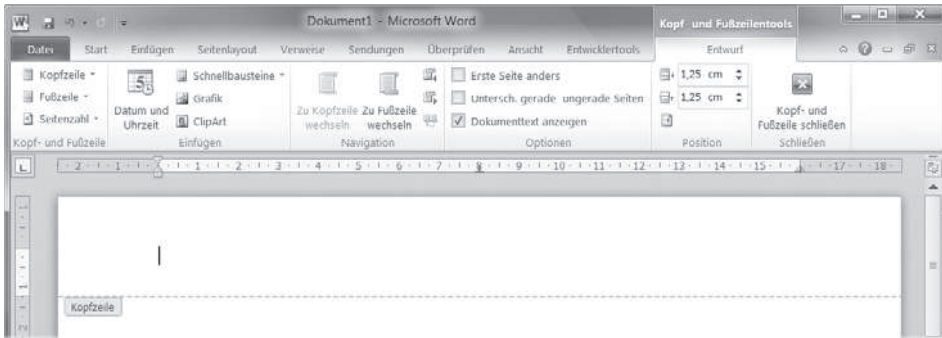 Dokument1 - Microsoft Word
Kopf- und Fußzeilentools
Datei Start Einfügen Seitenlayout Verweise Sendungen Überprüfen Ansicht Entwicklertools Entwurf
Kopfzeile
Fußzeile
Seitenzahl
Kopf- und Fußzeile
Datum und
Uhrzeit
Schnellbausteine
Grafik
ClipArt
Einfügen
Zu Kopfzeile
wechseln
Zu Fußzeile
wechseln
Navigation
Erste Seite anders
Untersch. gerade ungerade Seiten
Dokumenttext anzeigen
Optionen
1,25 cm
1,25 cm
Position
Kopf- und
Fußzeile schließen
Schließen
2 1 1 2 3 4 5 6 7 8 9 10 11 12 13 14 15 17 18
Kopfzeile